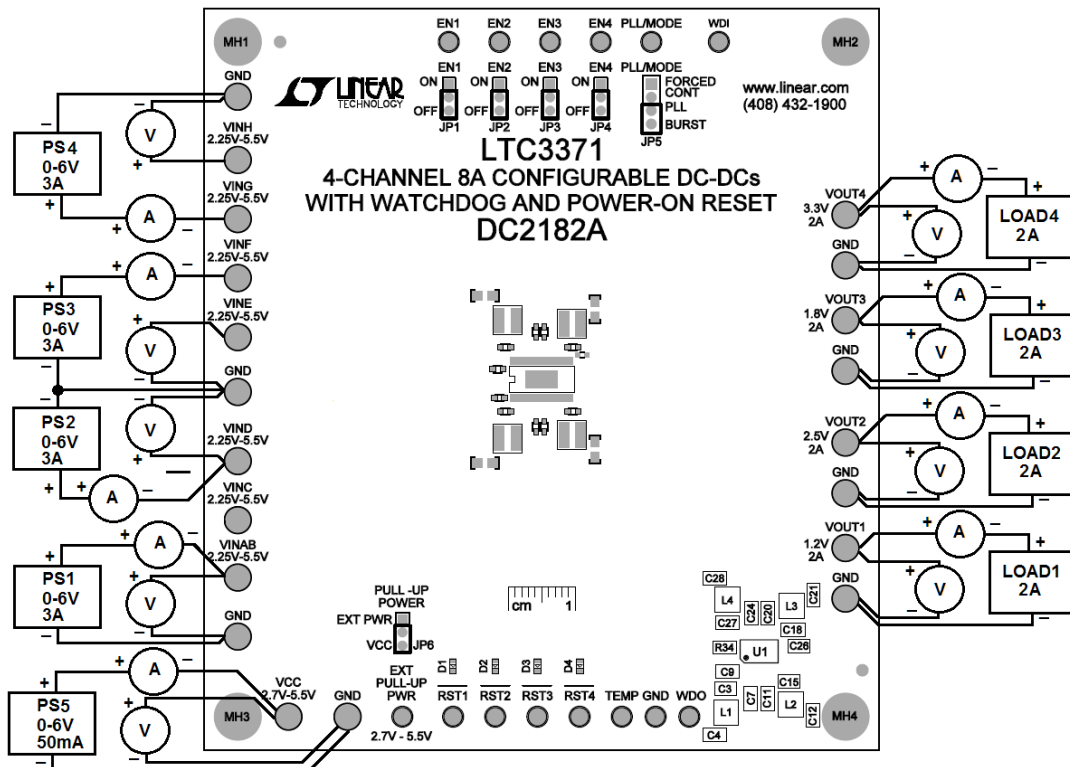 MH1
EN1 EN2 EN3 EN4 PLL/MODE WDI
MH2
EN1 EN2 EN3 EN4 PLL/MODE
ON ON ON ON FORCED
CONT
PLL
OFF OFF OFF OFF BURST
JP1 JP2 JP3 JP4 JP5
LINEAR
TECHNOLOGY
www.linear.com
(408) 432-1900
LTC3371
4-CHANNEL 8A CONFIGURABLE DC-DCs
WITH WATCHDOG AND POWER-ON RESET
DC2182A
GND
VINH
2.25V-5.5V
VING
2.25V-5.5V
VINF
2.25V-5.5V
VINE
2.25V-5.5V
GND
VIND
2.25V-5.5V
VINC
2.25V-5.5V
VINAB
2.25V-5.5V
GND
PS4
0-6V
3A
– – V + + A –
PS3
0-6V
3A
+ + A – + V – –
PS2
0-6V
3A
– – V + + + A –
PS1
0-6V
3A
+ + A – + V – –
PS5
0-6V
50mA
+ + A – + V – –
VOUT4
3.3V
2A
GND
+ A – + V –
LOAD4
2A
+ –
VOUT3
1.8V
2A
GND
+ A – + V –
LOAD3
2A
+ –
VOUT2
2.5V
2A
GND
+ A – + V –
LOAD2
2A
+ –
VOUT1
1.2V
2A
GND
+ A – + V –
LOAD1
2A
+ –
PULL -UP
POWER
EXT PWR
VCC JP6
cm 1
C28
L4 C24 C20 L3 C21
C27 C18
R34 U1 C26
C9
C3 C7 C11 C15
L1 L2 C12
C4
VCC
2.7V-5.5V
GND
EXT
PULL-UP
PWR
2.7V - 5.5V
D1 D2 D3 D4
RST1 RST2 RST3 RST4 TEMP GND WDO
MH3
MH4